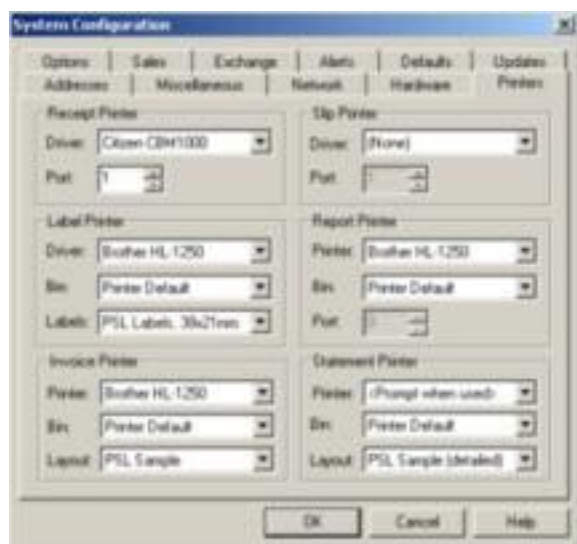 System Configuration
Options Sales Exchange Alerts Defaults Updates
Addresses Miscellaneous Network Hardware Printers
Receipt Printer
Driver: Citizen CBM1000
Port: 1
Slip Printer
Driver: (None)
Port:
Label Printer
Driver: Brother HL-1250
Bin: Printer Default
Labels: PSL Labels. 38x21mm
Report Printer
Printer: Brother HL-1250
Bin: Printer Default
Port:
Invoice Printer
Printer: Brother HL-1250
Bin: Printer Default
Layout: PSL Sample
Statement Printer
Printer: <Prompt when used>
Bin: Printer Default
Layout: PSL Sample (detailed)
OK Cancel Help